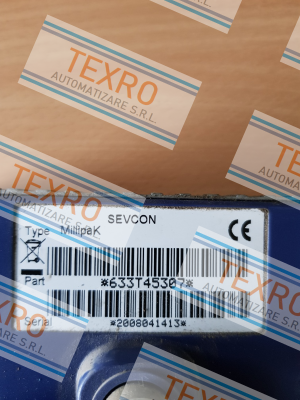 TEXRO
AUTOMATIZARE S.R.L.
TEXRO
AUTOMATIZARE S.R.L.
SEVCON
Type MillipaK
CE
Part
*633T45307*
Serial
*2008041413*
TEXRO
AUTOMATIZARE S.R.L.